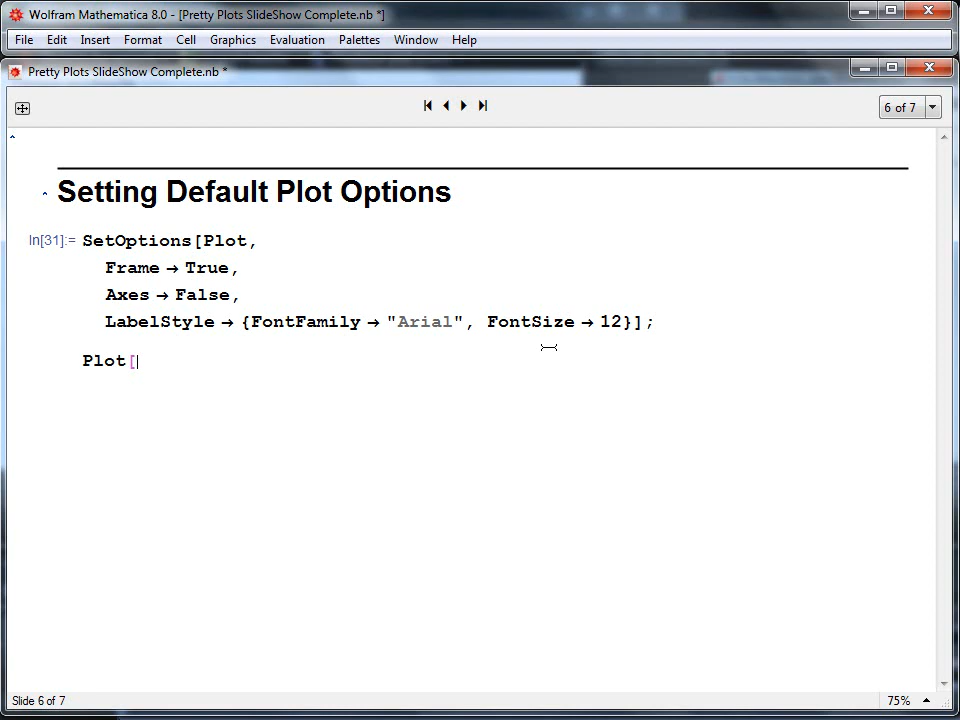 Wolfram Mathematica 8.0 - [Pretty Plots SlideShow Complete.nb *]
File Edit Insert Format Cell Graphics Evaluation Palettes Window Help
Pretty Plots SlideShow Complete.nb *
6 of 7
Setting Default Plot Options
In[31]:= SetOptions[Plot,
Frame → True,
Axes → False,
LabelStyle → {FontFamily → "Arial", FontSize → 12}];
Plot[
Slide 6 of 7
75%